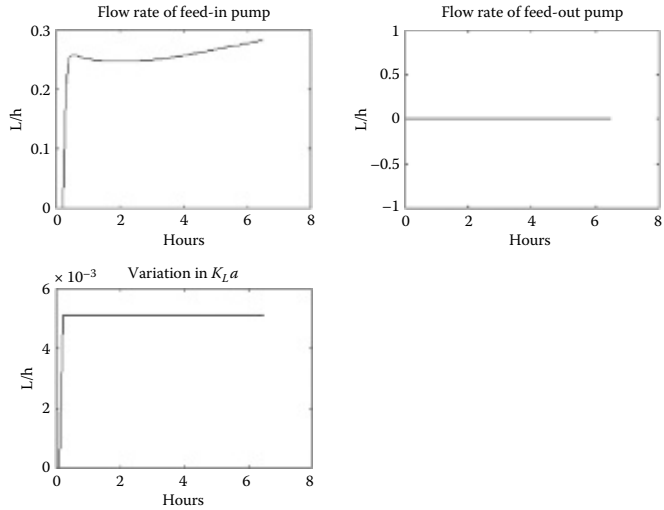 Flow rate of feed-in pump
0.3
0.2
0.1
0
L/h
0 2 4 6 8
Hours
Flow rate of feed-out pump
1
0.5
0
−0.5
−1
L/h
0 2 4 6 8
Hours
6 × 10⁻³
Variation in K_L a
4
2
0
L/h
0 2 4 6 8
Hours